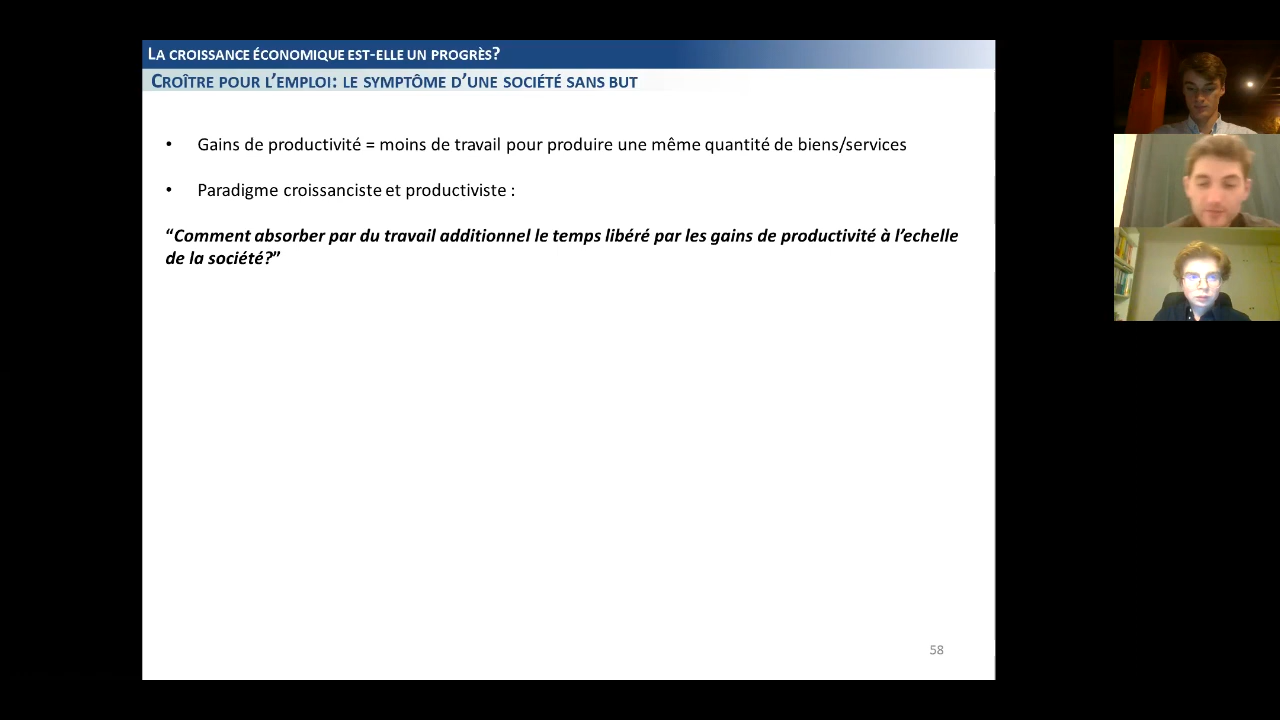 LA CROISSANCE ÉCONOMIQUE EST-ELLE UN PROGRÈS?
CROÎTRE POUR L'EMPLOI: LE SYMPTÔME D'UNE SOCIÉTÉ SANS BUT
• Gains de productivité = moins de travail pour produire une même quantité de biens/services
• Paradigme croissanciste et productiviste :
“Comment absorber par du travail additionnel le temps libéré par les gains de productivité à l’echelle
de la société?”
58